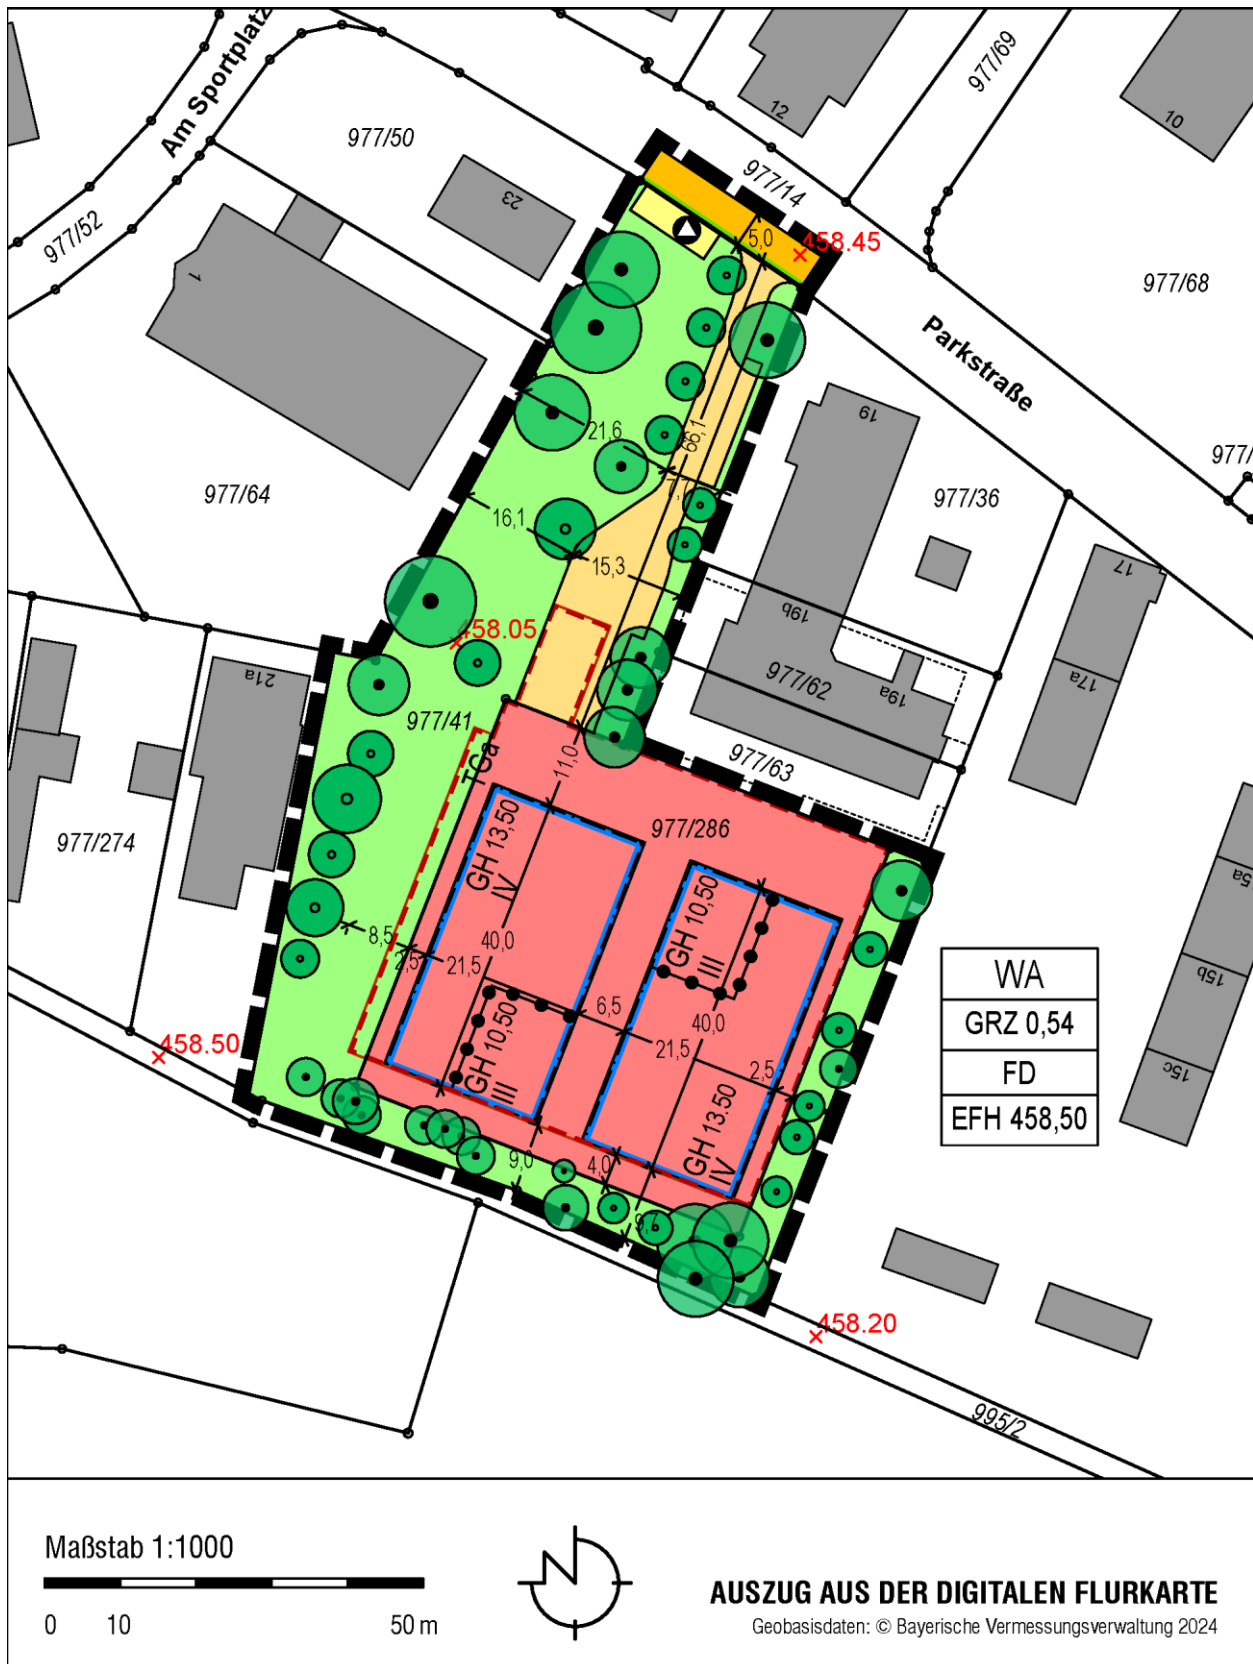 Am Sportplatz
977/50
977/52
23
1
12
977/14
977/69
10
458.45
5,0
977/68
Parkstraße
977/
21,6
66,1
7,7
19
977/64
16,1
977/36
15,3
17
19b
17a
458.05
977/62
19a
21a
977/41
977/63
TGa
11,0
977/286
GH 13,50
IV
GH 10,50
III
977/274
5a
8,5
2,5
21,5
40,0
6,5
21,5
40,0
2,5
GH 10,50
III
GH 13.50
IV
15b
15c
WA
GRZ 0,54
FD
EFH 458,50
458.50
9,0
4,0
9,7
458.20
995/2
Maßstab 1:1000
0 10 50 m
AUSZUG AUS DER DIGITALEN FLURKARTE
Geobasisdaten: © Bayerische Vermessungsverwaltung 2024